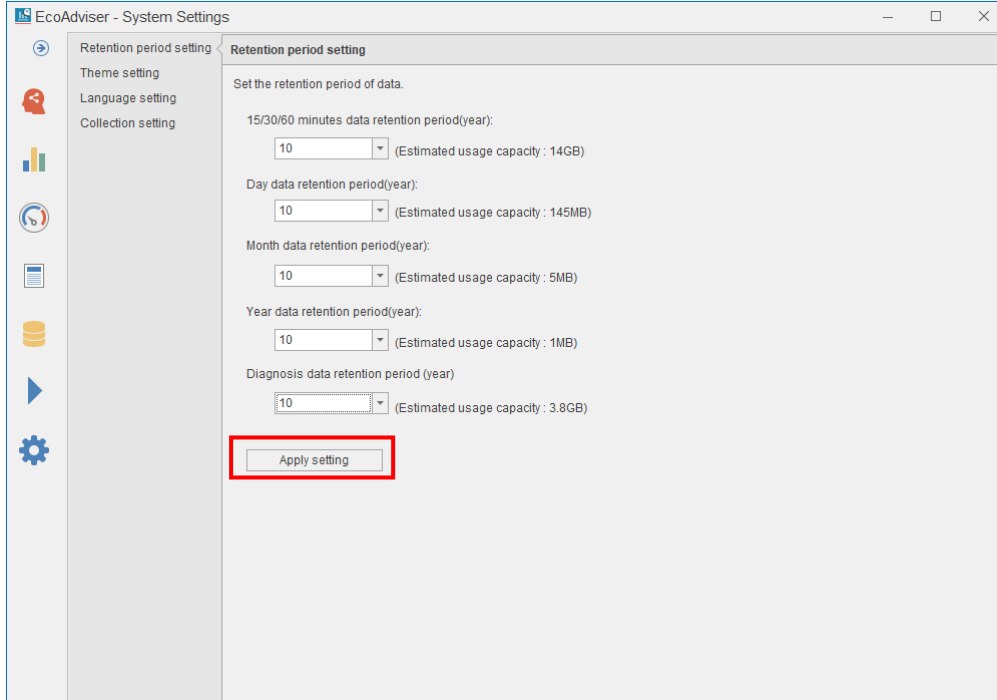 EcoAdviser - System Settings
Retention period setting
Theme setting
Language setting
Collection setting
Retention period setting
Set the retention period of data.
15/30/60 minutes data retention period(year):
10 (Estimated usage capacity : 14GB)
Day data retention period(year):
10 (Estimated usage capacity : 145MB)
Month data retention period(year):
10 (Estimated usage capacity : 5MB)
Year data retention period(year):
10 (Estimated usage capacity : 1MB)
Diagnosis data retention period (year)
10 (Estimated usage capacity : 3.8GB)
Apply setting